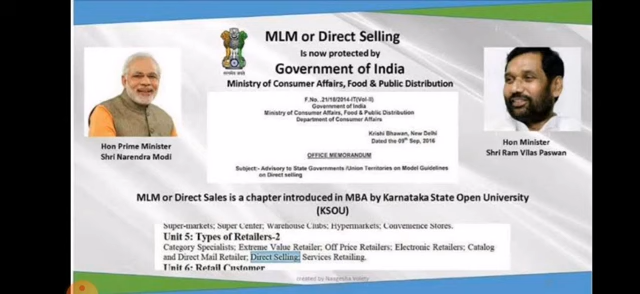 MLM or Direct Selling
Is now protected by
Government of India
Ministry of Consumer Affairs, Food & Public Distribution
F.No. 21/18/2014-IT(Vol-II)
Government of India
Ministry of Consumer Affairs, Food & Public Distribution
Department of Consumer Affairs
Krishi Bhawan, New Delhi
Dated the 09th Sep, 2016
OFFICE MEMORANDUM
Subject:- Advisory to State Governments /Union Territories on Model Guidelines
on Direct selling
Hon Prime Minister
Shri Narendra Modi
Hon Minister
Shri Ram Vilas Paswan
MLM or Direct Sales is a chapter introduced in MBA by Karnataka State Open University
(KSOU)
Super-markets; Super Center; Warehouse Clubs; Hypermarkets; Convenience Stores.
Unit 5: Types of Retailers-2
Category Specialists; Extreme Value Retailer; Off Price Retailers; Electronic Retailers; Catalog
and Direct Mail Retailer; Direct Selling; Services Retailing.
Unit 6: Retail Customer
created by